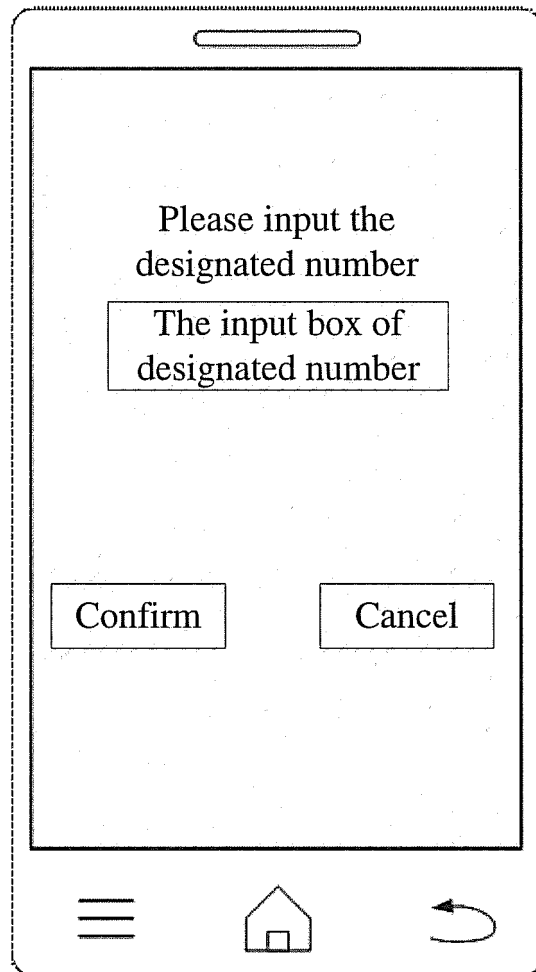 Please input the
designated number
The input box of
designated number
Confirm
Cancel